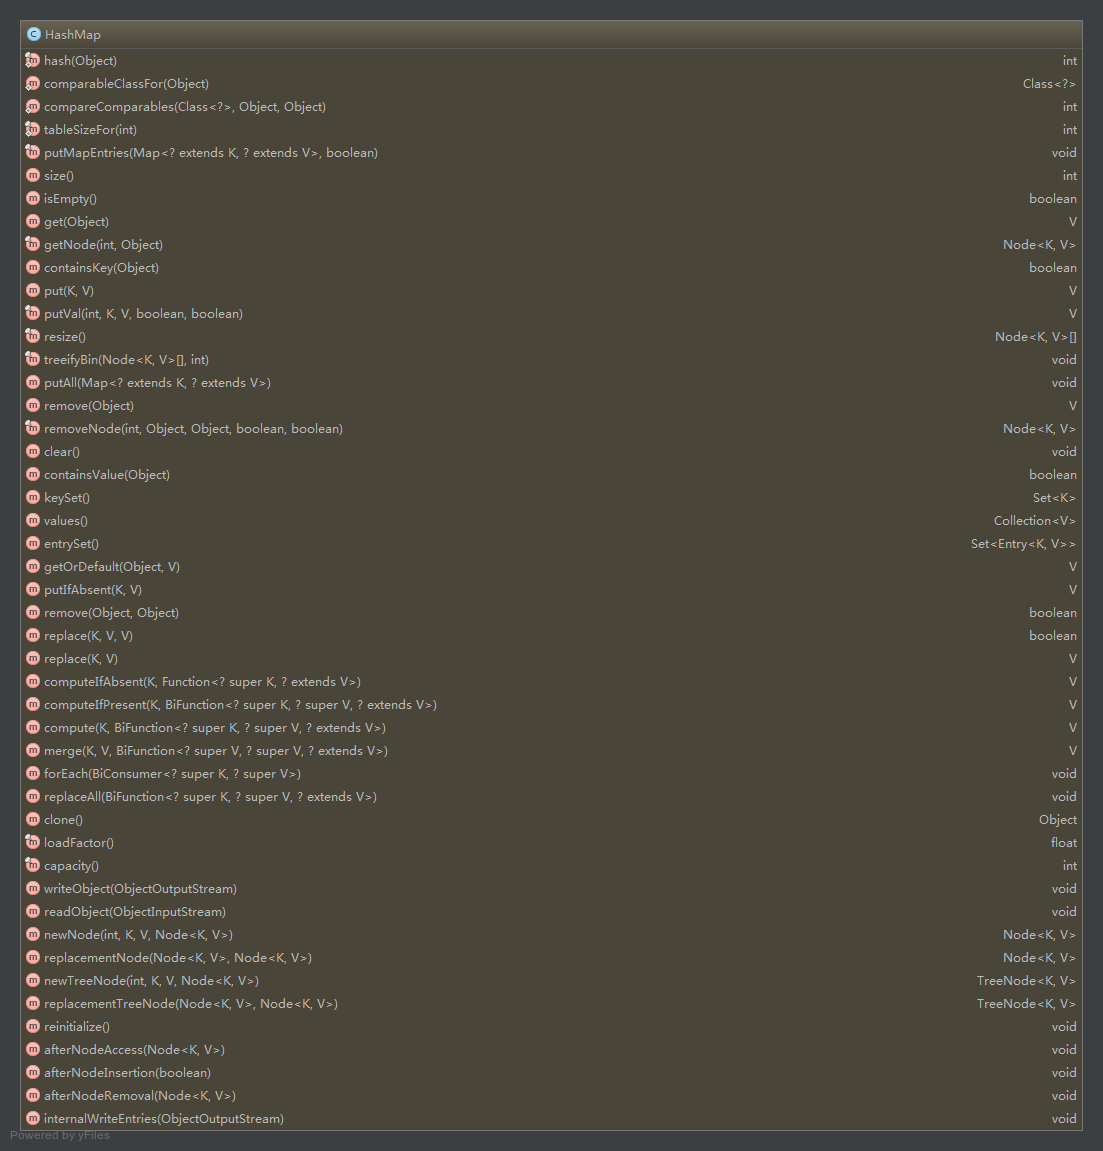 HashMap
hash(Object) int
comparableClassFor(Object) Class<?>
compareComparables(Class<?>, Object, Object) int
tableSizeFor(int) int
putMapEntries(Map<? extends K, ? extends V>, boolean) void
size() int
isEmpty() boolean
get(Object) V
getNode(int, Object) Node<K, V>
containsKey(Object) boolean
put(K, V) V
putVal(int, K, V, boolean, boolean) V
resize() Node<K, V>[]
treeifyBin(Node<K, V>[], int) void
putAll(Map<? extends K, ? extends V>) void
remove(Object) V
removeNode(int, Object, Object, boolean, boolean) Node<K, V>
clear() void
containsValue(Object) boolean
keySet() Set<K>
values() Collection<V>
entrySet() Set<Entry<K, V>>
getOrDefault(Object, V) V
putIfAbsent(K, V) V
remove(Object, Object) boolean
replace(K, V, V) boolean
replace(K, V) V
computeIfAbsent(K, Function<? super K, ? extends V>) V
computeIfPresent(K, BiFunction<? super K, ? super V, ? extends V>) V
compute(K, BiFunction<? super K, ? super V, ? extends V>) V
merge(K, V, BiFunction<? super V, ? super V, ? extends V>) V
forEach(BiConsumer<? super K, ? super V>) void
replaceAll(BiFunction<? super K, ? super V, ? extends V>) void
clone() Object
loadFactor() float
capacity() int
writeObject(ObjectOutputStream) void
readObject(ObjectInputStream) void
newNode(int, K, V, Node<K, V>) Node<K, V>
replacementNode(Node<K, V>, Node<K, V>) Node<K, V>
newTreeNode(int, K, V, Node<K, V>) TreeNode<K, V>
replacementTreeNode(Node<K, V>, Node<K, V>) TreeNode<K, V>
reinitialize() void
afterNodeAccess(Node<K, V>) void
afterNodeInsertion(boolean) void
afterNodeRemoval(Node<K, V>) void
internalWriteEntries(ObjectOutputStream) void
Powered by yFiles